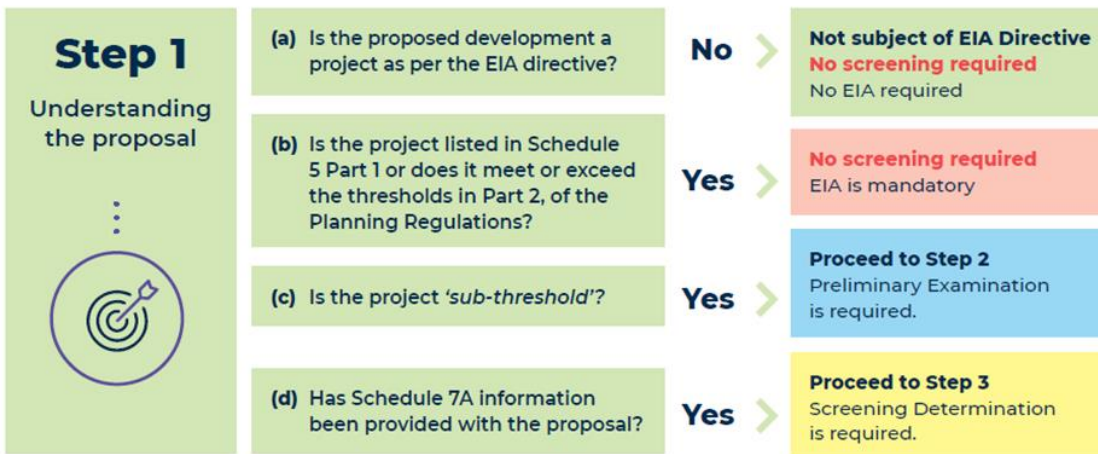 Step 1
Understanding
the proposal
(a) Is the proposed development a
project as per the EIA directive?
No
Not subject of EIA Directive
No screening required
No EIA required
(b) Is the project listed in Schedule
5 Part 1 or does it meet or exceed
the thresholds in Part 2, of the
Planning Regulations?
Yes
No screening required
EIA is mandatory
(c) Is the project ‘sub-threshold’?
Yes
Proceed to Step 2
Preliminary Examination
is required.
(d) Has Schedule 7A information
been provided with the proposal?
Yes
Proceed to Step 3
Screening Determination
is required.